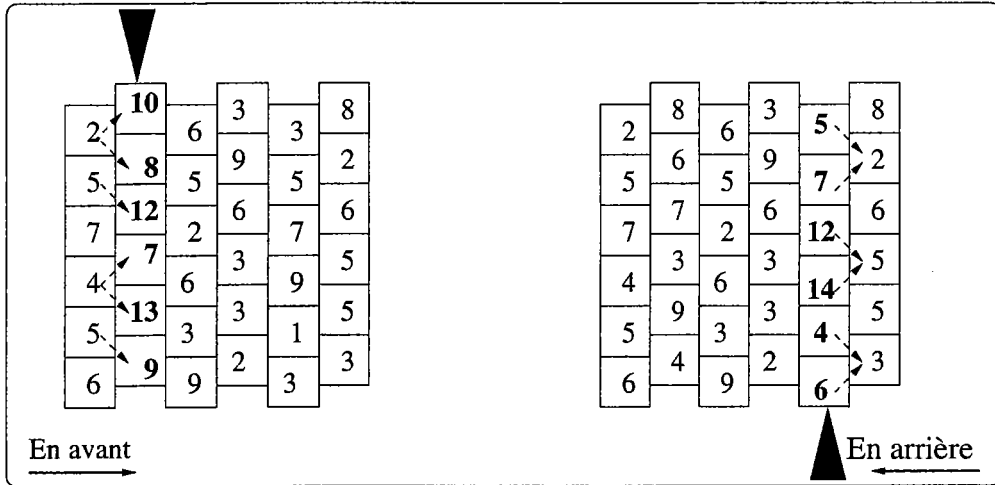 2 10 6 3 3 8
5 8 5 9 5 2
7 12 2 6 7 6
4 7 6 3 9 5
5 13 3 3 1 5
6 9 9 2 3 3
En avant
2 8 6 3 5 8
5 6 5 9 7 2
7 7 2 6 12 6
4 3 6 3 14 5
5 9 3 3 4 5
6 4 9 2 6 3
En arrière